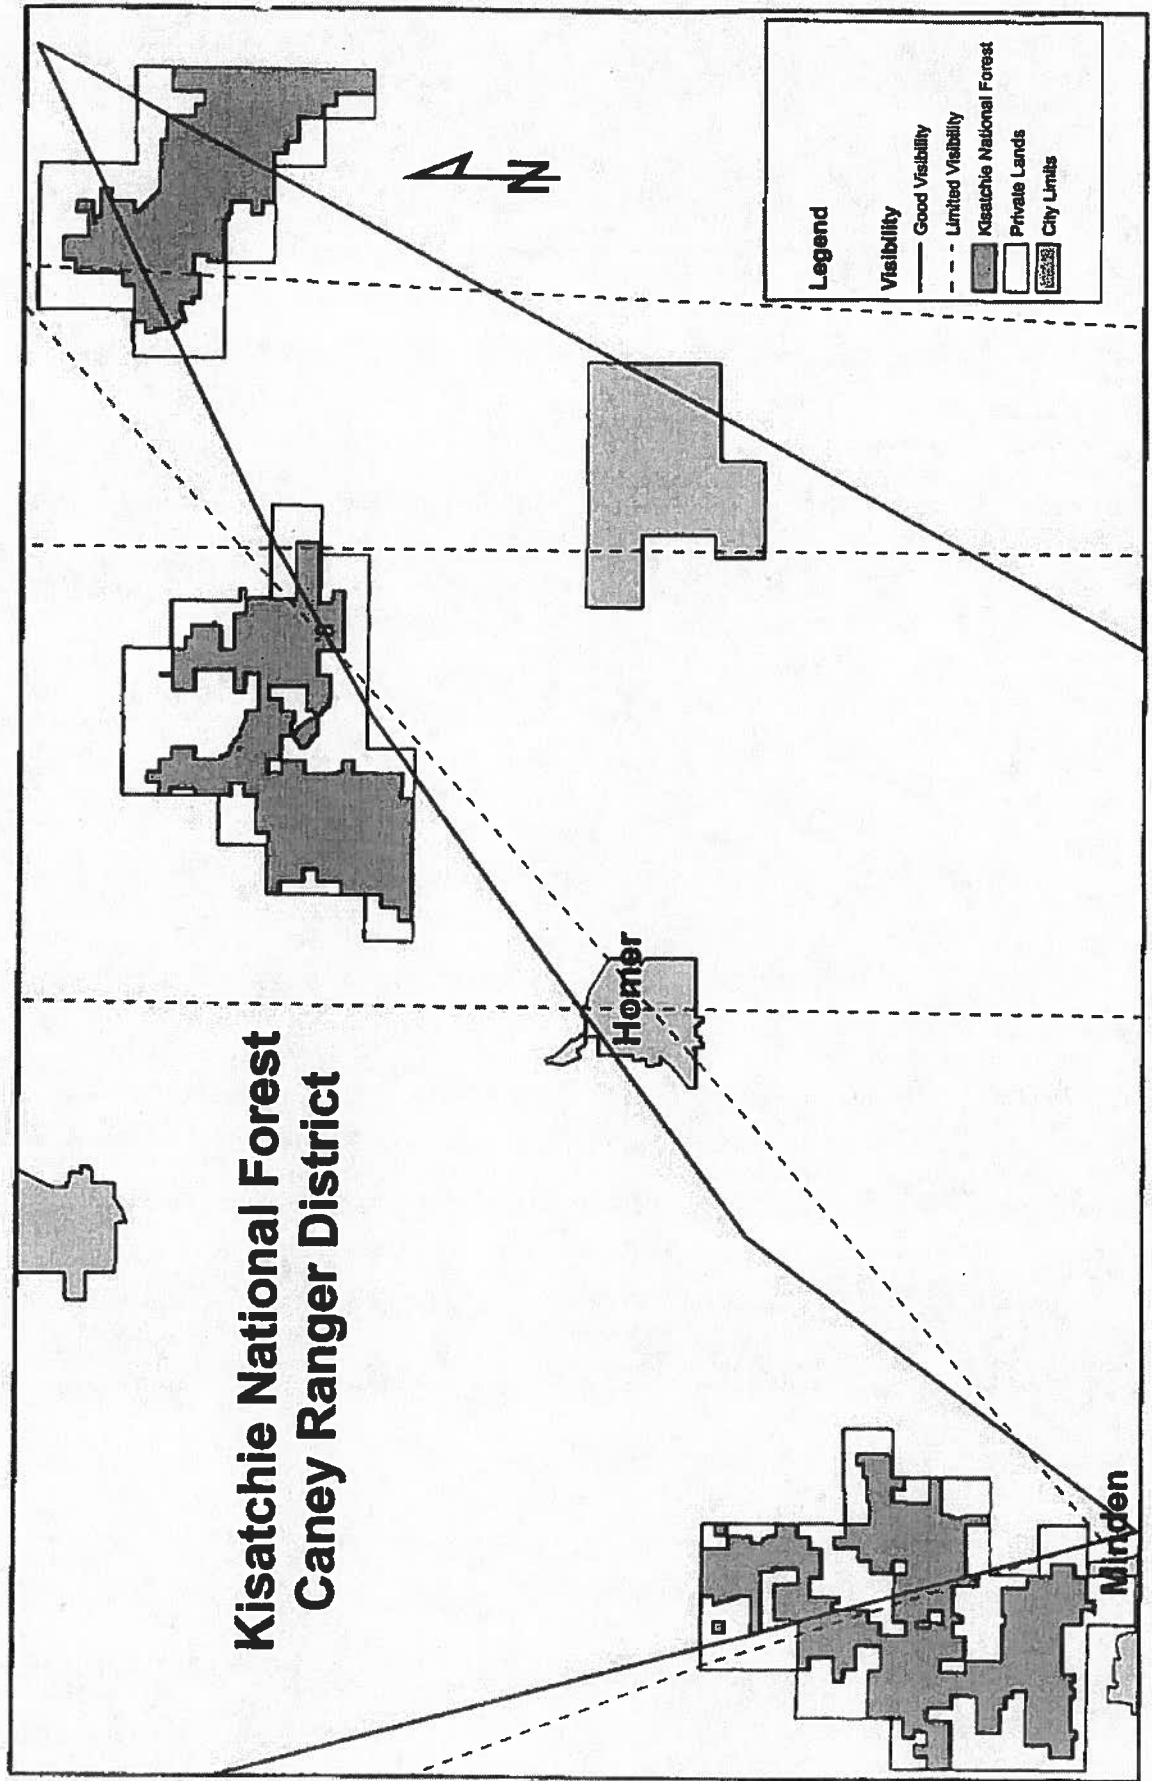 Kisatchie National Forest
Caney Ranger District
Homer
Minden
N
Legend
Visibility
Good Visibility
Limited Visibility
Kisatchie National Forest
Private Lands
City Limits